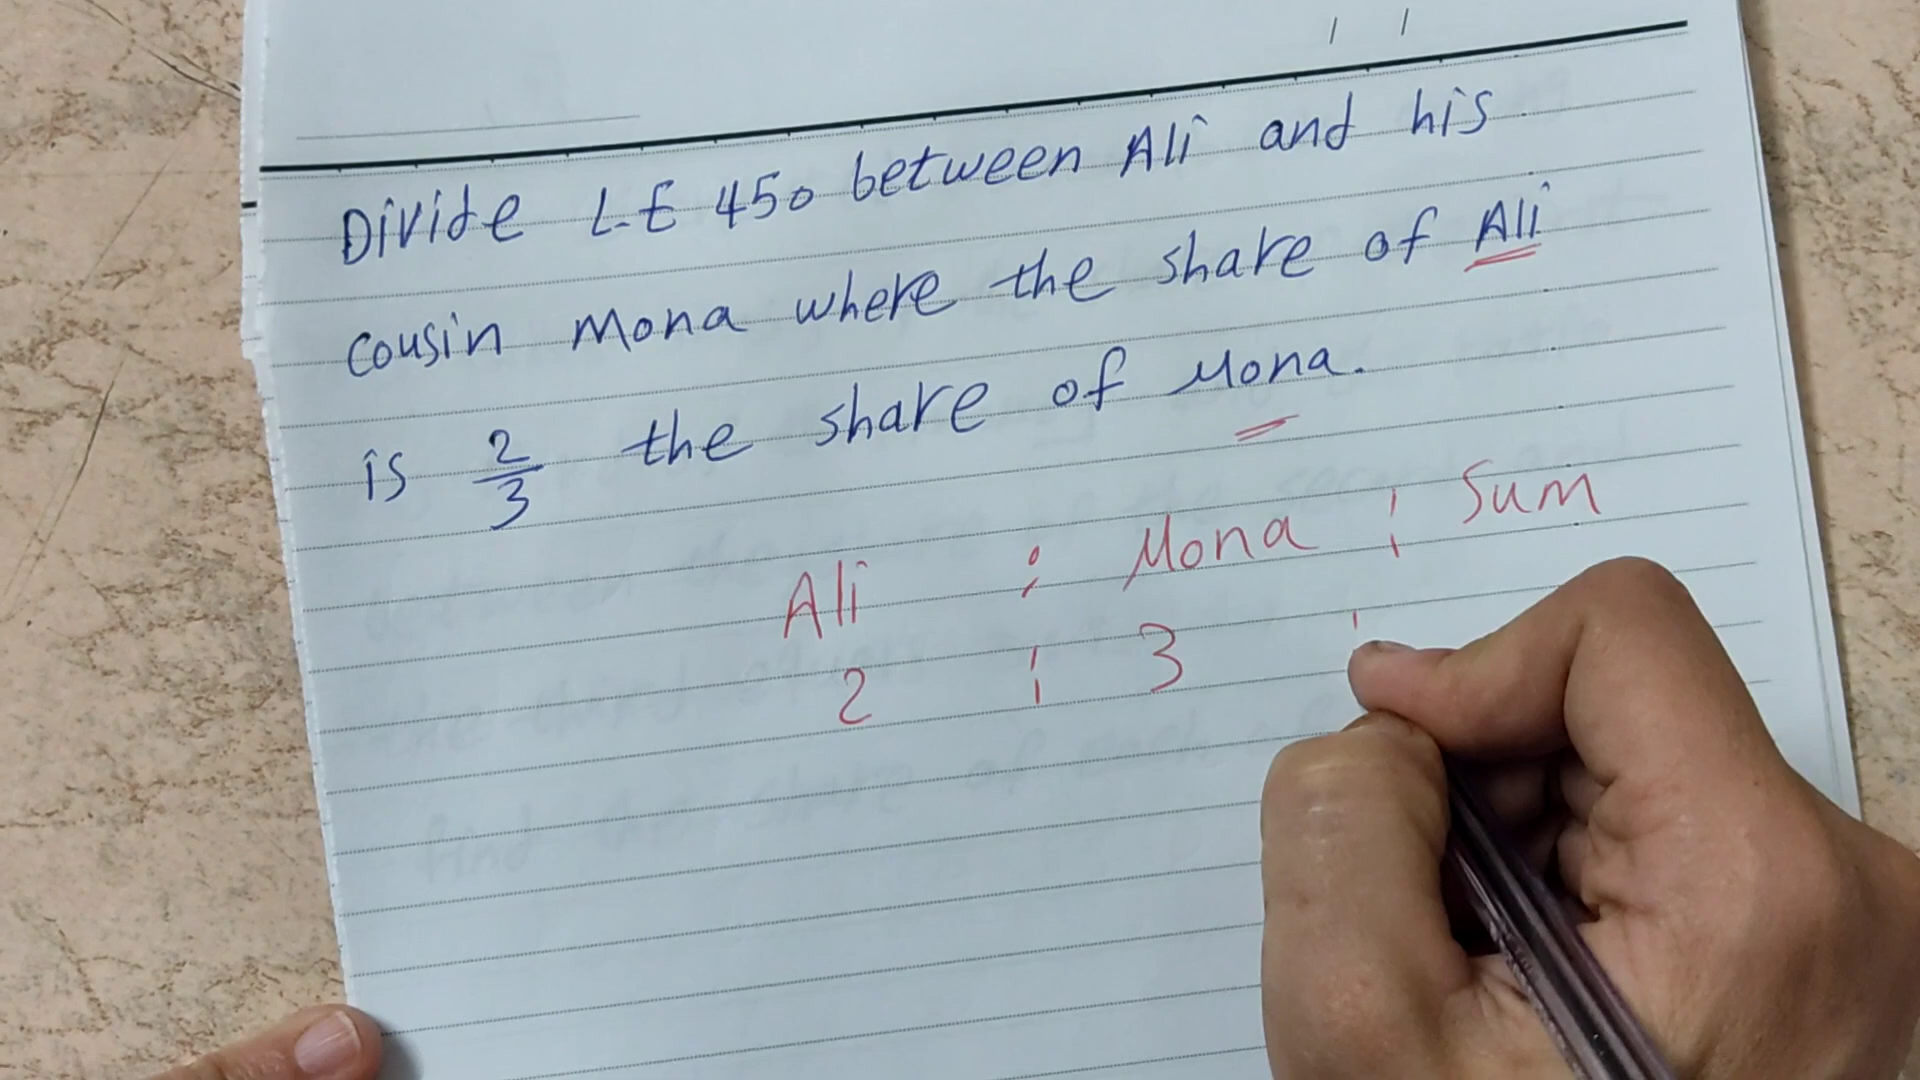 Divide L.E 450 between Ali and his
cousin Mona where the share of Ali
is 2/3 the share of Mona.
Ali : Mona : Sum
2 : 3 :